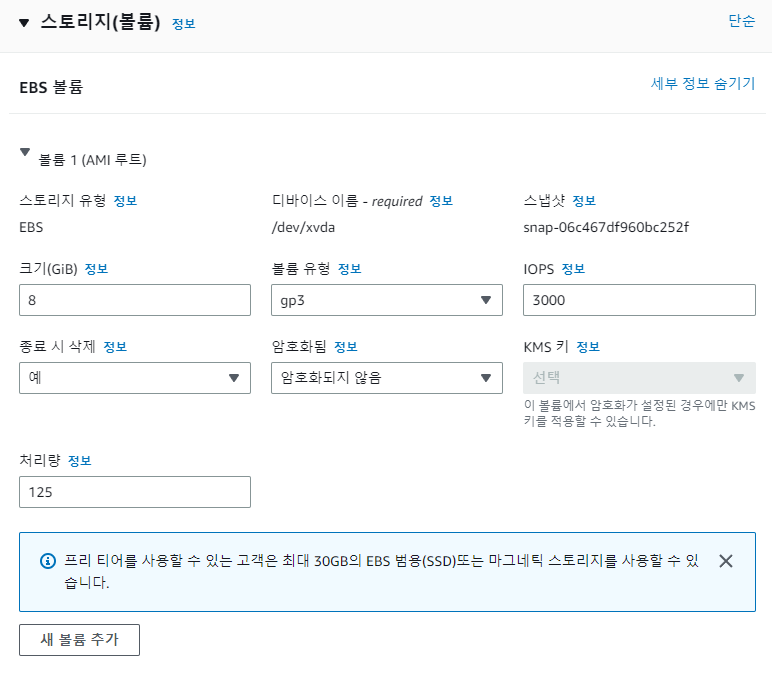 스토리지(볼륨) 정보 단순
EBS 볼륨 세부 정보 숨기기
볼륨 1 (AMI 루트)
스토리지 유형 정보 디바이스 이름 - required 정보 스냅샷 정보
EBS /dev/xvda snap-06c467df960bc252f
크기(GiB) 정보 볼륨 유형 정보 IOPS 정보
8 gp3 3000
종료 시 삭제 정보 암호화됨 정보 KMS 키 정보
예 암호화되지 않음 선택
이 볼륨에서 암호화가 설정된 경우에만 KMS
키를 적용할 수 있습니다.
처리량 정보
125
프리 티어를 사용할 수 있는 고객은 최대 30GB의 EBS 범용(SSD)또는 마그네틱 스토리지를 사용할 수 있
습니다.
새 볼륨 추가